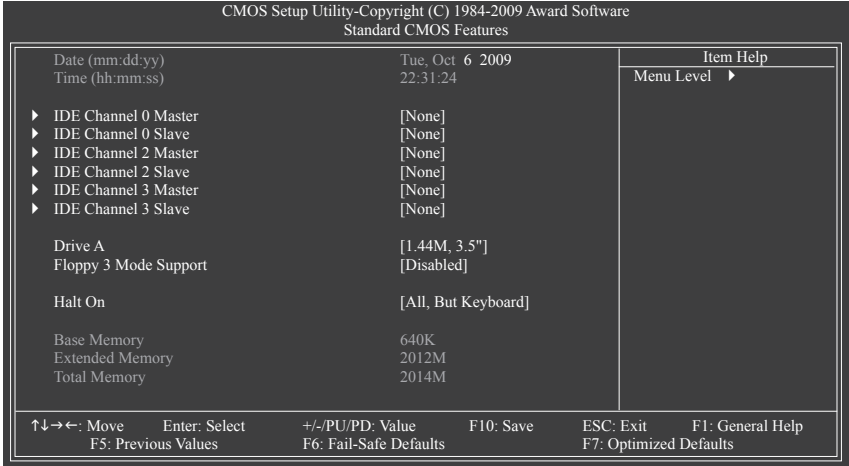 CMOS Setup Utility-Copyright (C) 1984-2009 Award Software
Standard CMOS Features
Date (mm:dd:yy) Tue, Oct 6 2009
Time (hh:mm:ss) 22:31:24
IDE Channel 0 Master [None]
IDE Channel 0 Slave [None]
IDE Channel 2 Master [None]
IDE Channel 2 Slave [None]
IDE Channel 3 Master [None]
IDE Channel 3 Slave [None]
Drive A [1.44M, 3.5"]
Floppy 3 Mode Support [Disabled]
Halt On [All, But Keyboard]
Base Memory 640K
Extended Memory 2012M
Total Memory 2014M
Item Help
Menu Level
↑↓→←: Move Enter: Select +/-/PU/PD: Value F10: Save ESC: Exit F1: General Help
F5: Previous Values F6: Fail-Safe Defaults F7: Optimized Defaults